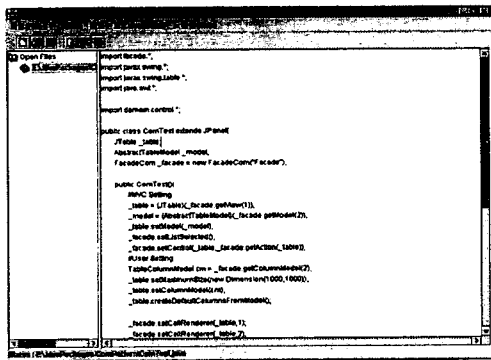 Open Files
import facade.*;
import javax.swing.*;
import javax.swing.table.*;
import java.awt.*;
import domain.control.*;
public class ComTest extends JPanel{
JTable _table;
AbstractTableModel _model;
FacadeCom _facade = new FacadeCom("Facade");
public ComTest(){
//MVC Setting
_table = (JTable)(_facade.getView(1));
_model = (AbstractTableModel)(_facade.getModel(2));
_table.setModel(_model);
_facade.setListSelected();
_facade.setControl(_table,_facade.getAction(_table));
//User Setting
TableColumnModel cm = _facade.getColumnModel(2);
_table.setMaximumSize(new Dimension(1000,1000));
_table.setColumnModel(cm);
_table.createDefaultColumnsFromModel();
_facade.setCellRenderer(_table,1);
_facade.setCellRenderer(_table,2);